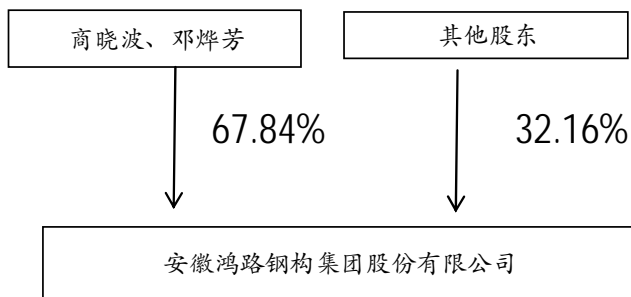 商晓波、邓烨芳
其他股东
67.84%
32.16%
安徽鸿路钢构集团股份有限公司